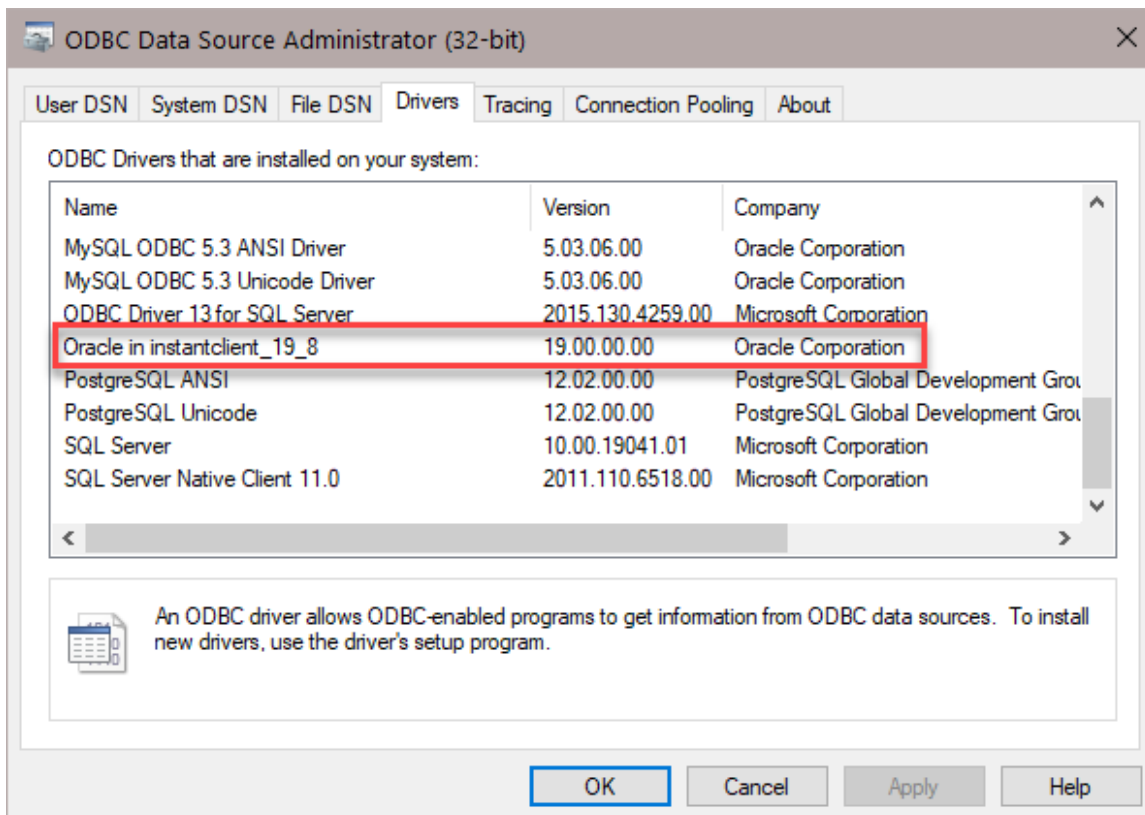 ODBC Data Source Administrator (32-bit)
User DSN System DSN File DSN Drivers Tracing Connection Pooling About
ODBC Drivers that are installed on your system:
Name Version Company
MySQL ODBC 5.3 ANSI Driver 5.03.06.00 Oracle Corporation
MySQL ODBC 5.3 Unicode Driver 5.03.06.00 Oracle Corporation
ODBC Driver 13 for SQL Server 2015.130.4259.00 Microsoft Corporation
Oracle in instantclient_19_8 19.00.00.00 Oracle Corporation
PostgreSQL ANSI 12.02.00.00 PostgreSQL Global Development Grou
PostgreSQL Unicode 12.02.00.00 PostgreSQL Global Development Grou
SQL Server 10.00.19041.01 Microsoft Corporation
SQL Server Native Client 11.0 2011.110.6518.00 Microsoft Corporation
An ODBC driver allows ODBC-enabled programs to get information from ODBC data sources. To install
new drivers, use the driver's setup program.
OK Cancel Apply Help